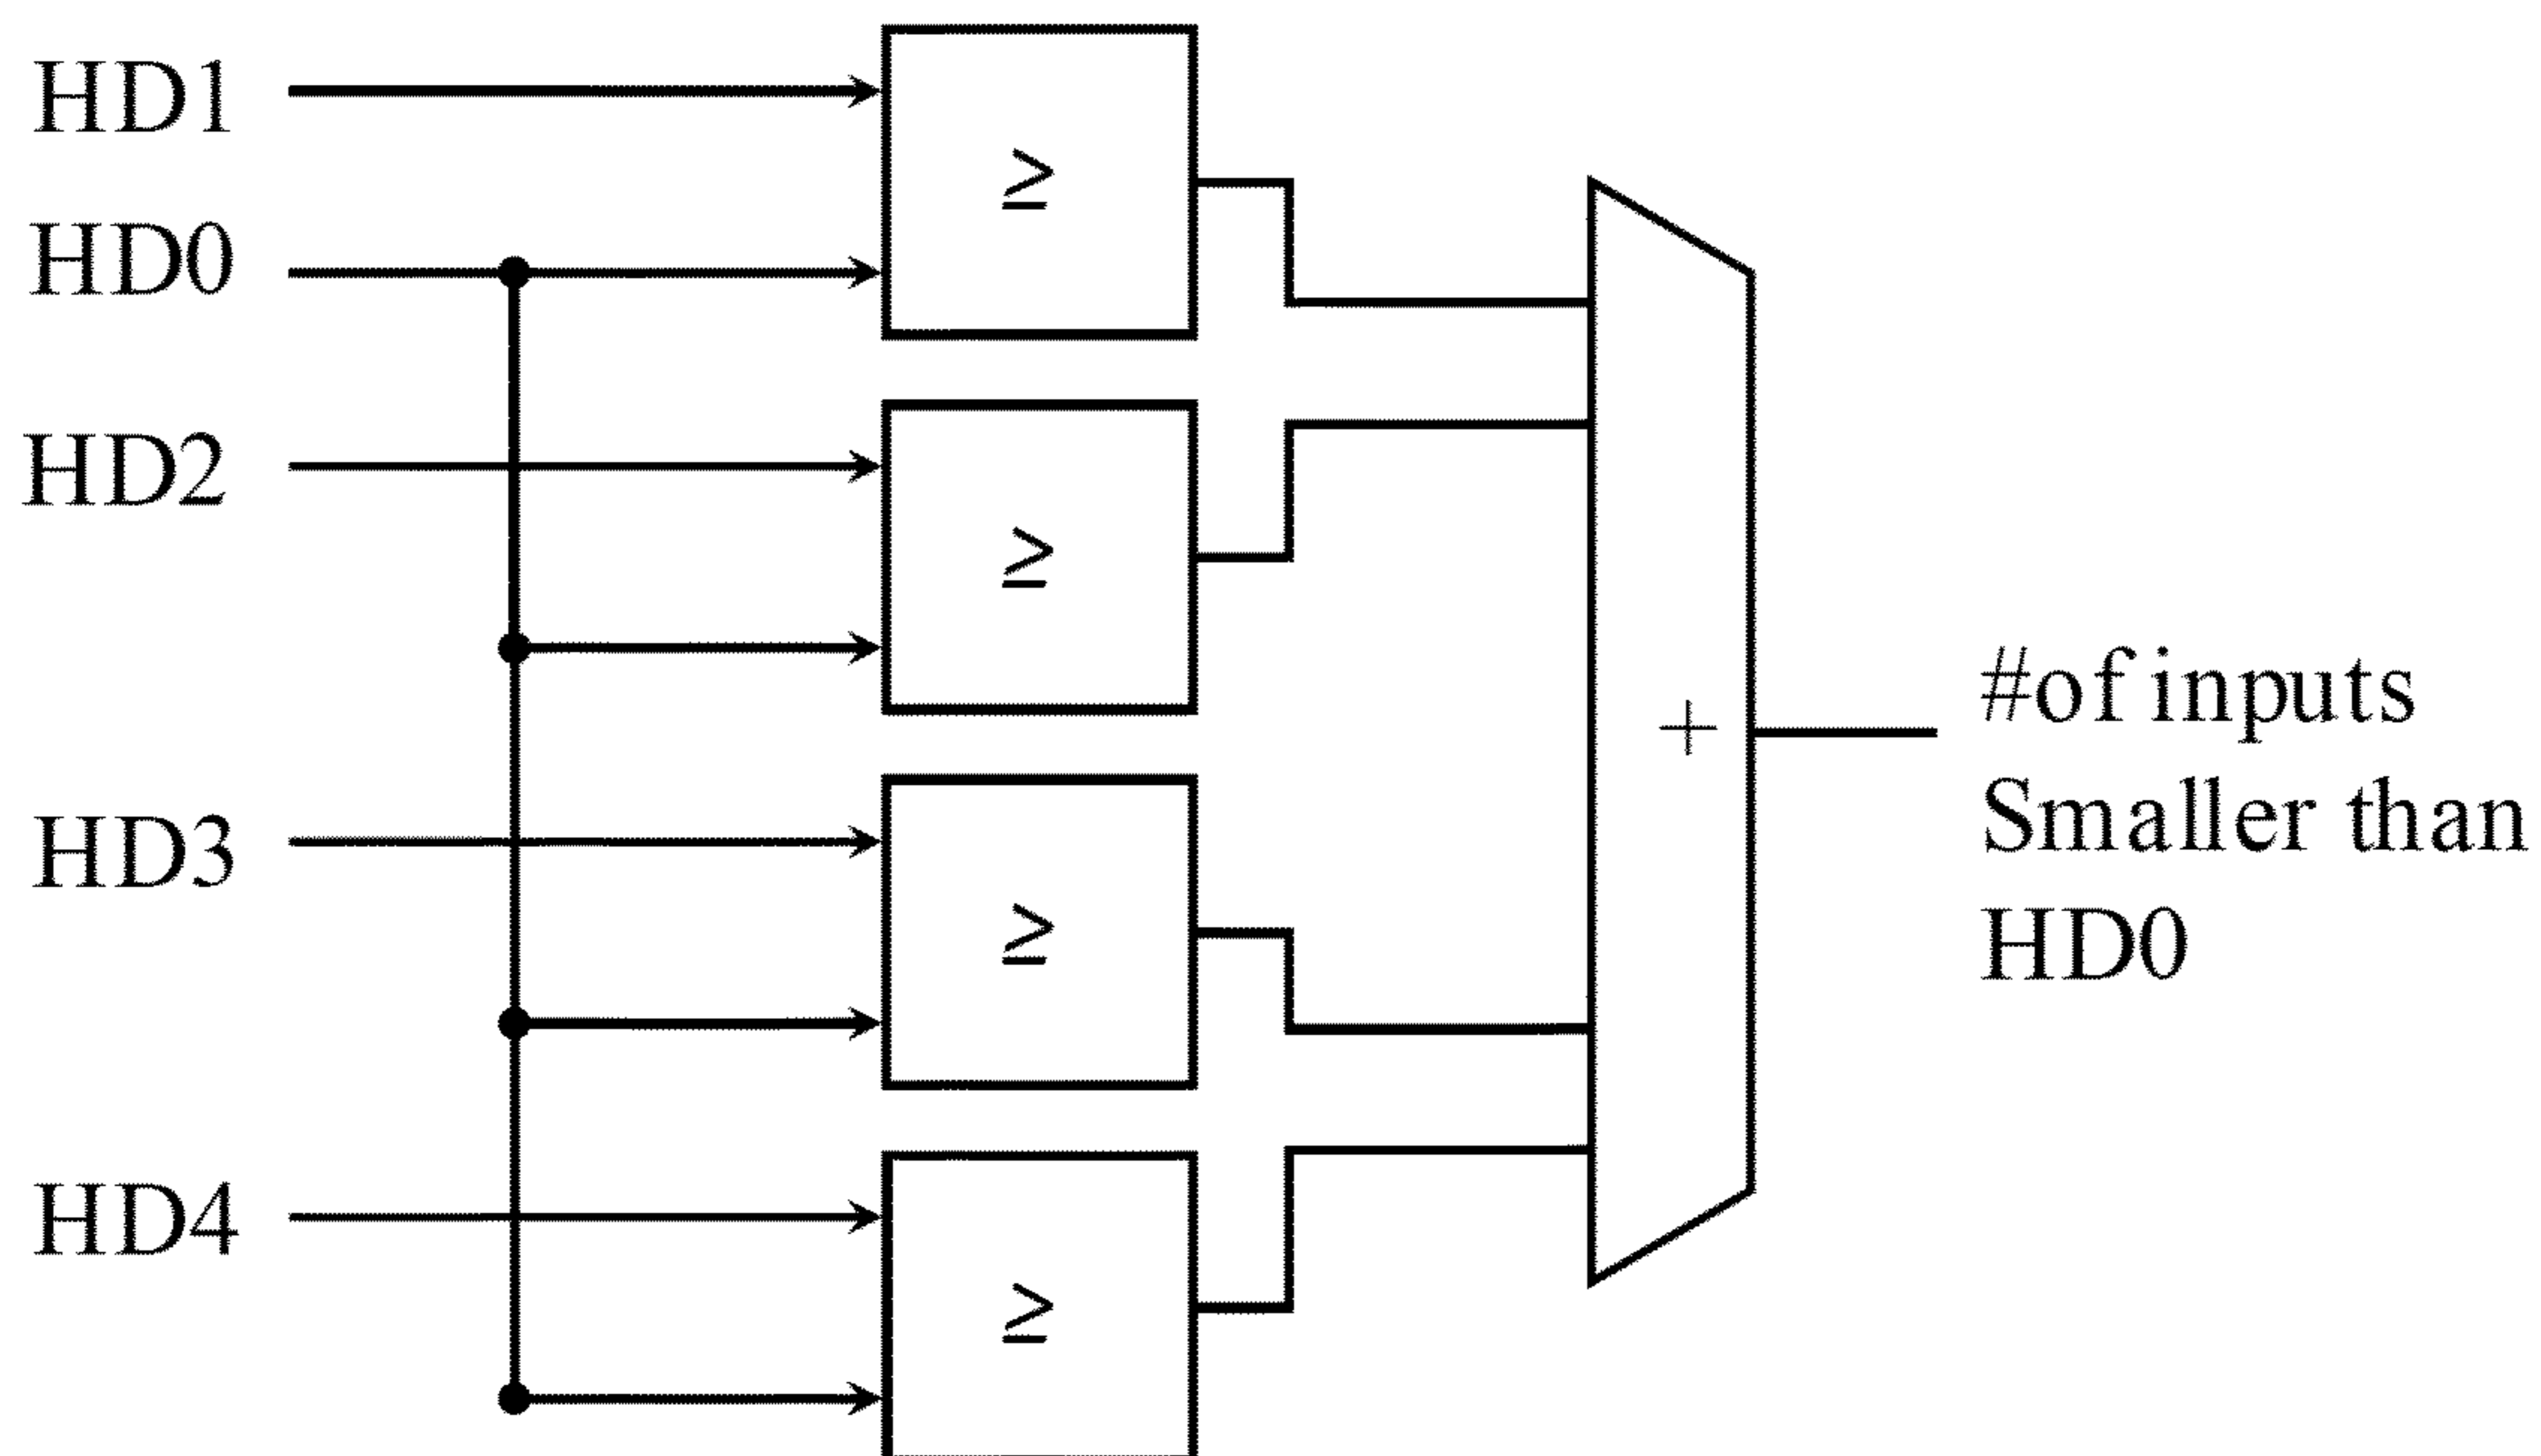 HD1
≥
HD0
HD2
≥
HD3
≥
HD4
≥
+
#of inputs
Smaller than
HD0